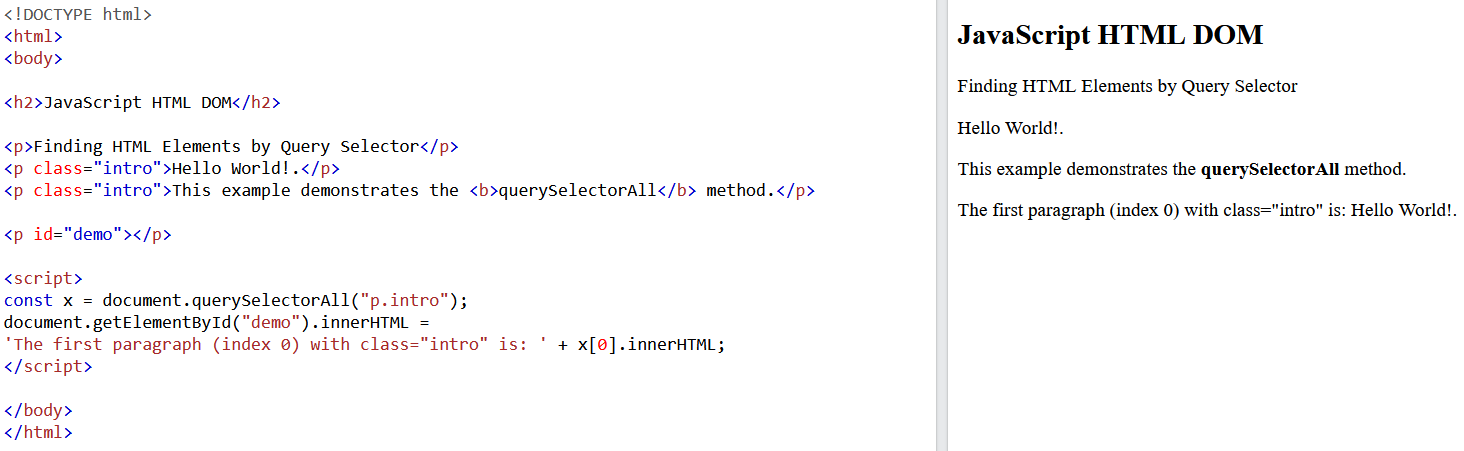 <!DOCTYPE html>
<html>
<body>
<h2>JavaScript HTML DOM</h2>
<p>Finding HTML Elements by Query Selector</p>
<p class="intro">Hello World!.</p>
<p class="intro">This example demonstrates the <b>querySelectorAll</b> method.</p>
<p id="demo"></p>
<script>
const x = document.querySelectorAll("p.intro");
document.getElementById("demo").innerHTML =
'The first paragraph (index 0) with class="intro" is: ' + x[0].innerHTML;
</script>
</body>
</html>
JavaScript HTML DOM
Finding HTML Elements by Query Selector
Hello World!.
This example demonstrates the querySelectorAll method.
The first paragraph (index 0) with class="intro" is: Hello World!.